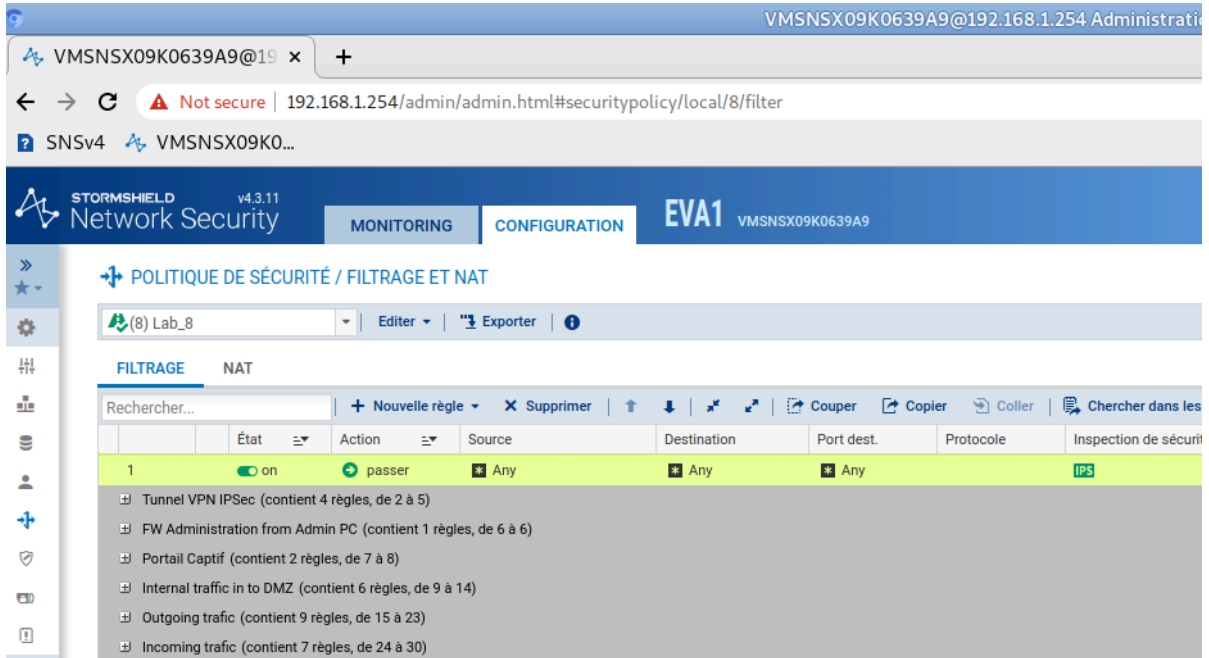 VMSNSX09K0639A9@192.168.1.254 Administratio
VMSNSX09K0639A9@19
Not secure 192.168.1.254/admin/admin.html#securitypolicy/local/8/filter
SNSv4 VMSNSX09K0...
STORMSHIELD v4.3.11
Network Security MONITORING CONFIGURATION EVA1 VMSNSX09K0639A9
POLITIQUE DE SÉCURITÉ / FILTRAGE ET NAT
(8) Lab_8 Editer Exporter
FILTRAGE NAT
Rechercher... + Nouvelle règle Supprimer Couper Copier Coller Chercher dans les
État Action Source Destination Port dest. Protocole Inspection de sécurit
1 on passer Any Any Any IPS
Tunnel VPN IPSec (contient 4 règles, de 2 à 5)
FW Administration from Admin PC (contient 1 règles, de 6 à 6)
Portail Captif (contient 2 règles, de 7 à 8)
Internal traffic in to DMZ (contient 6 règles, de 9 à 14)
Outgoing trafic (contient 9 règles, de 15 à 23)
Incoming trafic (contient 7 règles, de 24 à 30)